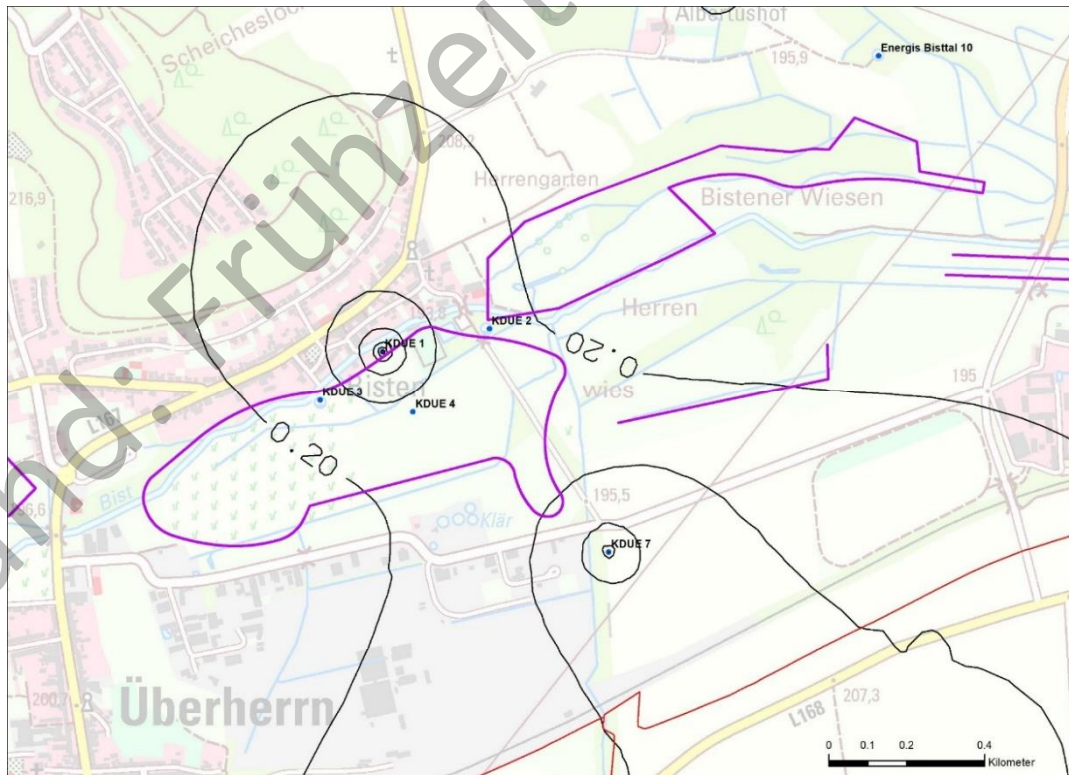 Albertushof
Scheichesloch
195,9
Energis Bisttal 10
208,2
Herrengarten
Bistener Wiesen
216,9
Herren
KDUE 2
KDUE 1
0.20
Bisten
wies
KDUE 3
KDUE 4
195
L167
0.20
Bist
195,5
Klär
KDUE 7
Überherrn
200,7
207,3
L168
0 0.1 0.2 0.4
Kilometer
and.Frühzeit